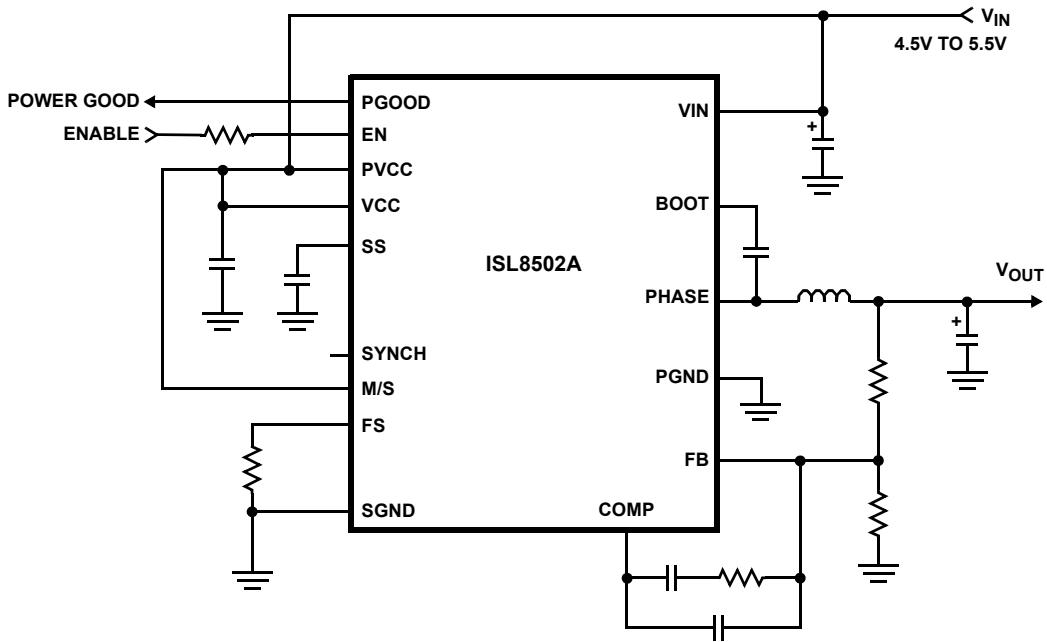 V_IN
4.5V TO 5.5V
POWER GOOD
PGOOD
VIN
ENABLE
EN
PVCC
VCC
BOOT
SS
ISL8502A
PHASE
V_OUT
SYNCH
M/S
PGND
FS
FB
SGND
COMP
+
+